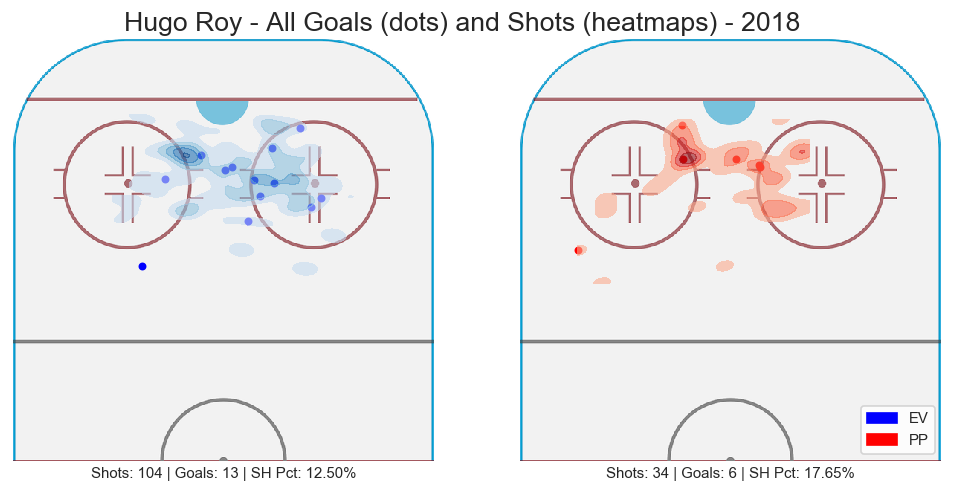 Hugo Roy - All Goals (dots) and Shots (heatmaps) - 2018
EV
PP
Shots: 104 | Goals: 13 | SH Pct: 12.50%
Shots: 34 | Goals: 6 | SH Pct: 17.65%